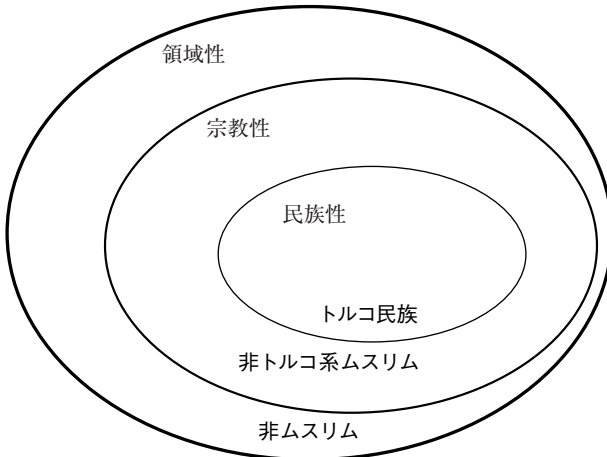 領域性
宗教性
民族性
トルコ民族
非トルコ系ムスリム
非ムスリム